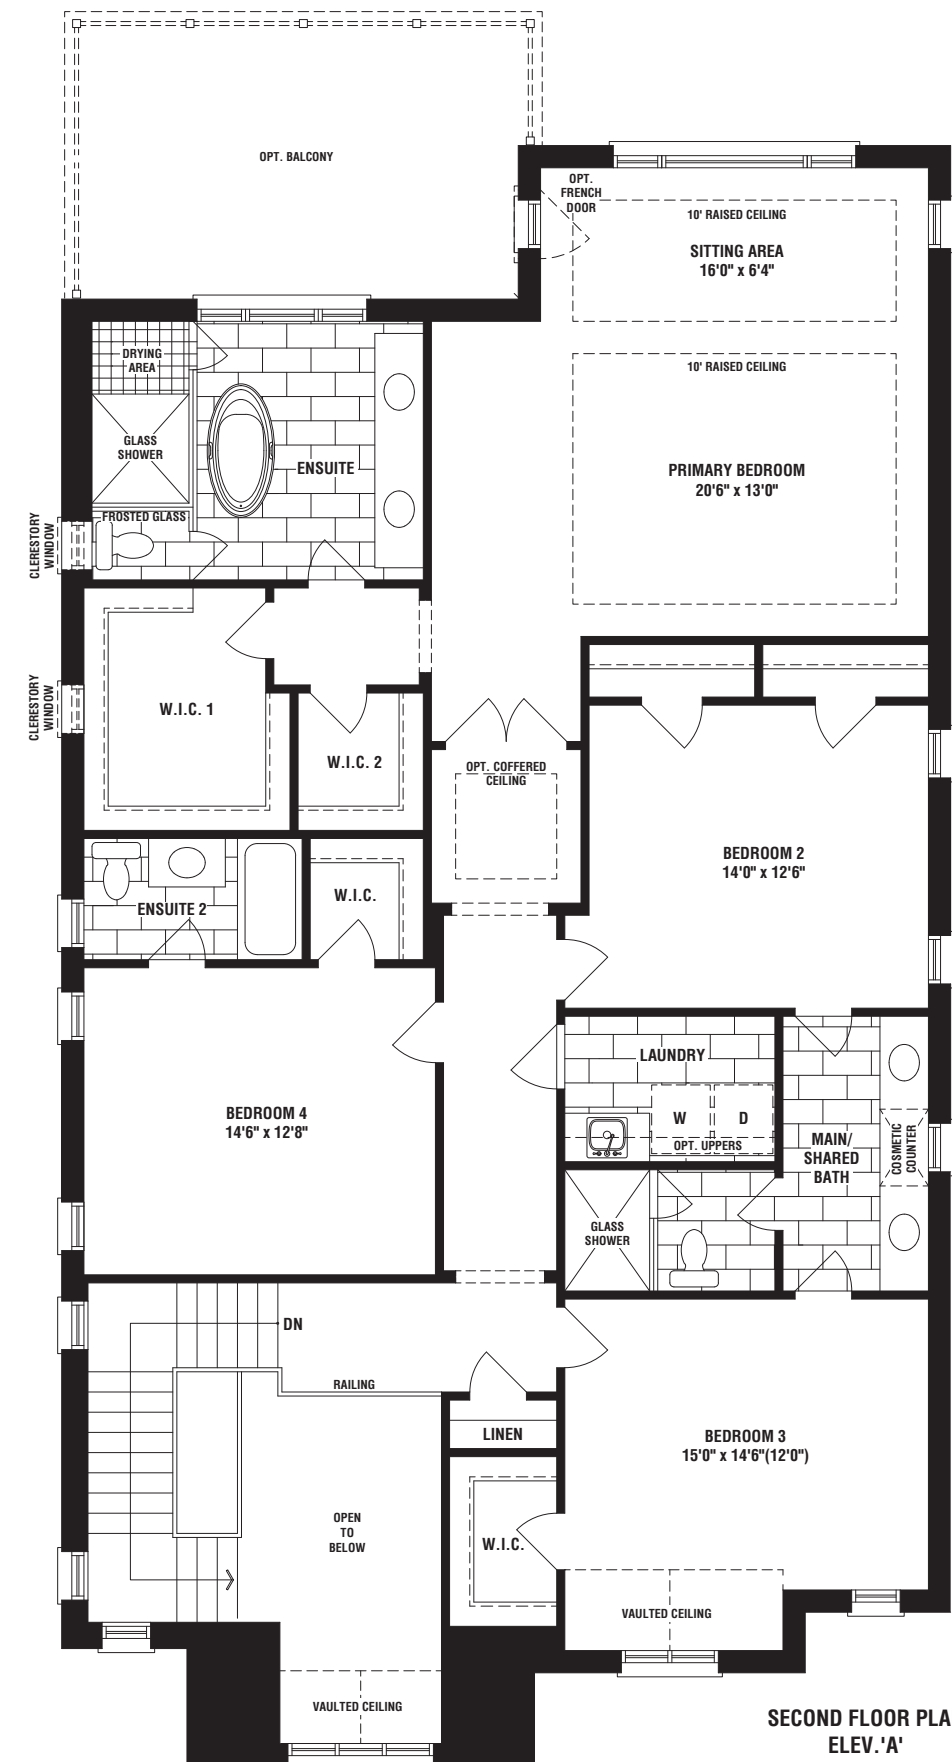 OPT. BALCONY
OPT.
FRENCH
DOOR
10' RAISED CEILING
SITTING AREA
16'0" x 6'4"
10' RAISED CEILING
PRIMARY BEDROOM
20'6" x 13'0"
DRYING
AREA
GLASS
SHOWER
ENSUITE
FROSTED GLASS
CLERESTORY
WINDOW
CLERESTORY
WINDOW
W.I.C. 1
W.I.C. 2
OPT. COFFERED
CEILING
BEDROOM 2
14'0" x 12'6"
ENSUITE 2
W.I.C.
LAUNDRY
W
D
OPT. UPPERS
MAIN/
SHARED
BATH
COSMETIC
COUNTER
BEDROOM 4
14'6" x 12'8"
GLASS
SHOWER
DN
RAILING
LINEN
BEDROOM 3
15'0" x 14'6"(12'0")
OPEN
TO
BELOW
W.I.C.
VAULTED CEILING
VAULTED CEILING
SECOND FLOOR PLA
ELEV.'A'